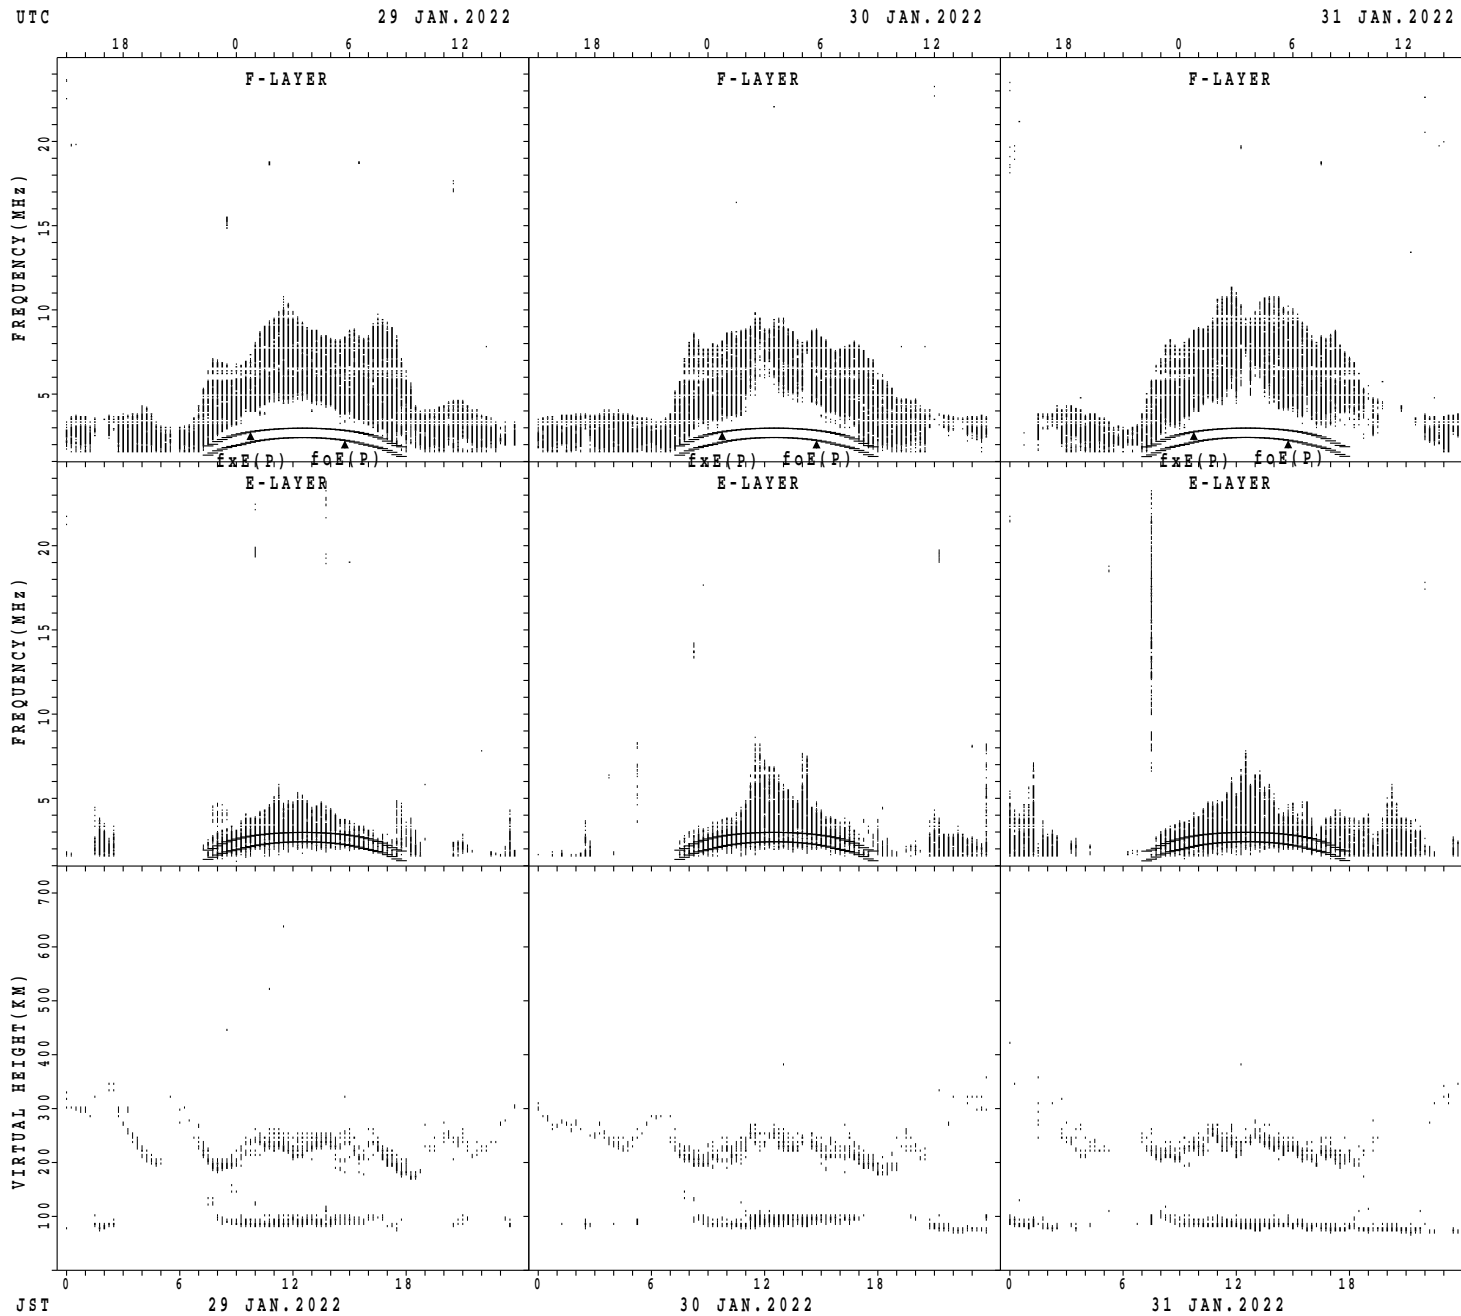 UTC 29 JAN.2022 30 JAN.2022 31 JAN.2022
18 0 6 12 18 0 6 12 18 0 6 12
F-LAYER F-LAYER F-LAYER
FREQUENCY(MHz)
20
15
10
5
fxE(P) foE(P) fxE(P) foE(P) fxE(P) foE(P)
E-LAYER E-LAYER E-LAYER
FREQUENCY(MHz)
20
15
10
5
VIRTUAL HEIGHT(KM)
700
600
500
400
300
200
100
0 6 12 18 0 6 12 18 0 6 12 18
JST 29 JAN.2022 30 JAN.2022 31 JAN.2022